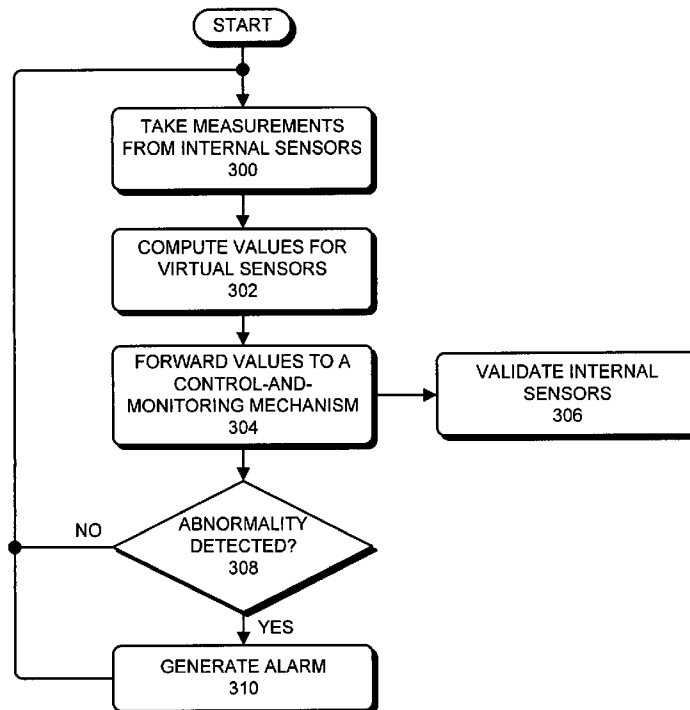 START
TAKE MEASUREMENTS
FROM INTERNAL SENSORS
300
COMPUTE VALUES FOR
VIRTUAL SENSORS
302
FORWARD VALUES TO A
CONTROL-AND-
MONITORING MECHANISM
304
VALIDATE INTERNAL
SENSORS
306
NO
ABNORMALITY
DETECTED?
308
YES
GENERATE ALARM
310